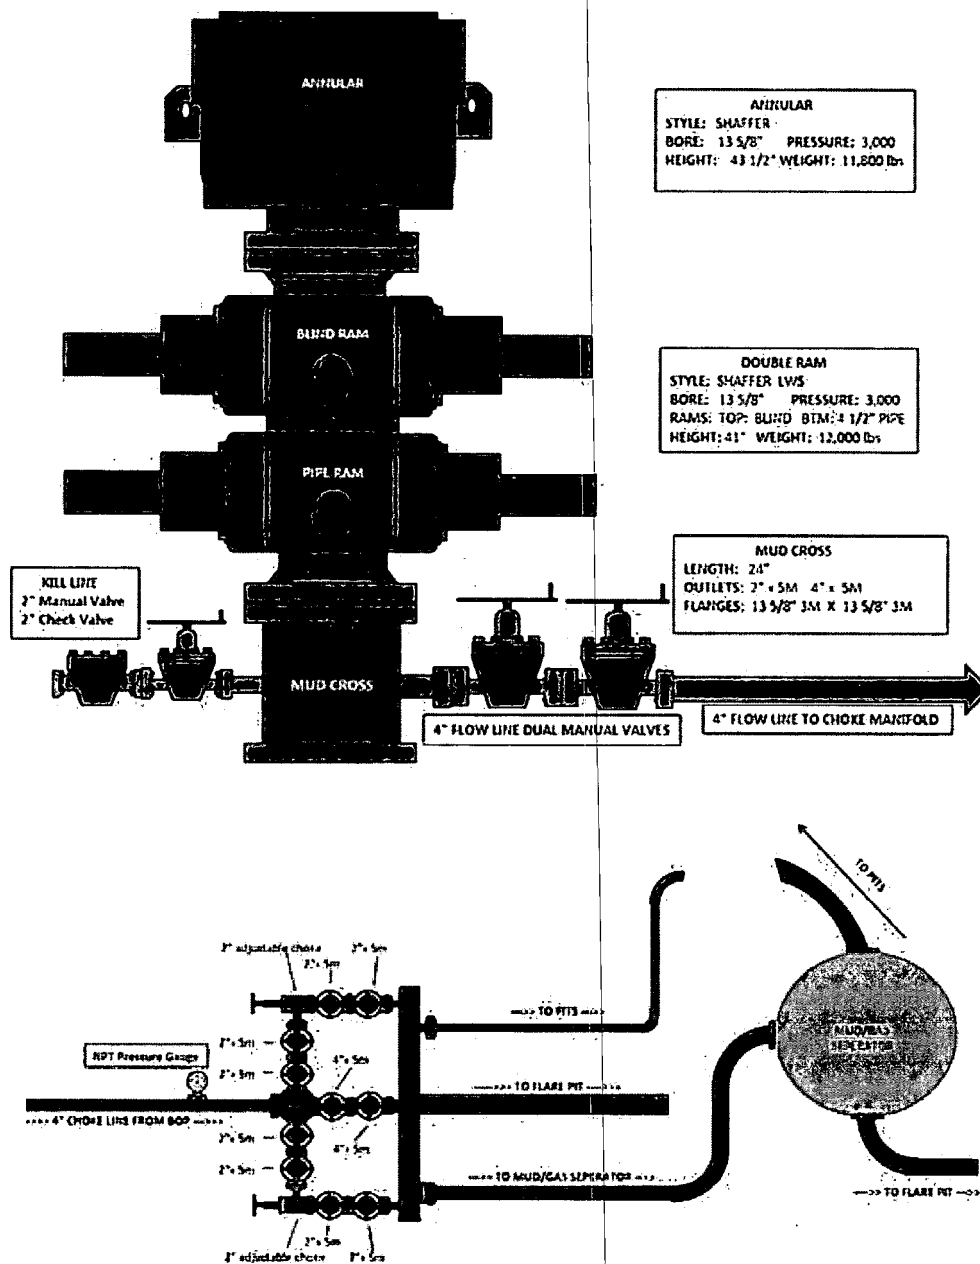 ANNULAR
ANNULAR
STYLE: SHAFFER
BORE: 13 5/8" PRESSURE: 3,000
HEIGHT: 43 1/2" WEIGHT: 11,800 lbs
BLIND RAM
DOUBLE RAM
STYLE: SHAFFER LWS
BORE: 13 5/8" PRESSURE: 3,000
RAMS: TOP: BLIND BTM: 4 1/2" PIPE
HEIGHT: 41" WEIGHT: 12,000 lbs
PIPE RAM
KILL LINE
2" Manual Valve
2" Check Valve
MUD CROSS
LENGTH: 24"
OUTLETS: 2" x 5M 4" x 5M
FLANGES: 13 5/8" 3M X 13 5/8" 3M
MUD CROSS
4" FLOW LINE DUAL MANUAL VALVES
4" FLOW LINE TO CHOKE MANIFOLD
TO PITS
2" adjustable choke
2"x 5m
2"x 5m
—>> TO PITS —>>
MUD/GAS
SEPERATOR
NPT Pressure Gauge
2"x 5m
2"x 5m
4"x 5m
—>>> TO FLARE PIT —>>>
>>>> 4" CHOKE LINE FROM BOP —>>>>
2"x 5m
4"x 5m
2"x 5m
—>>> TO MUD/GAS SEPERATOR —>>>
—>> TO FLARE PIT —>>
2" adjustable choke
2"x 5m
2"x 5m